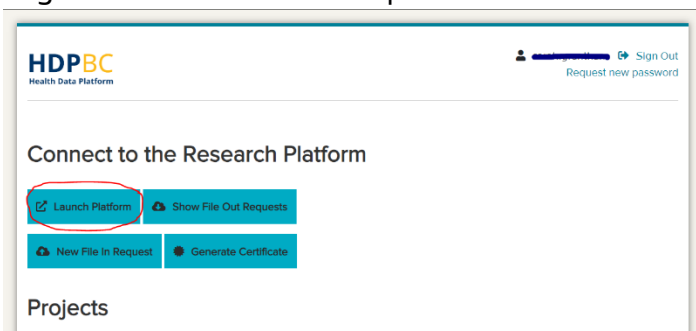 HDPBC
Health Data Platform
Sign Out
Request new password
Connect to the Research Platform
Launch Platform
Show File Out Requests
New File In Request
Generate Certificate
Projects